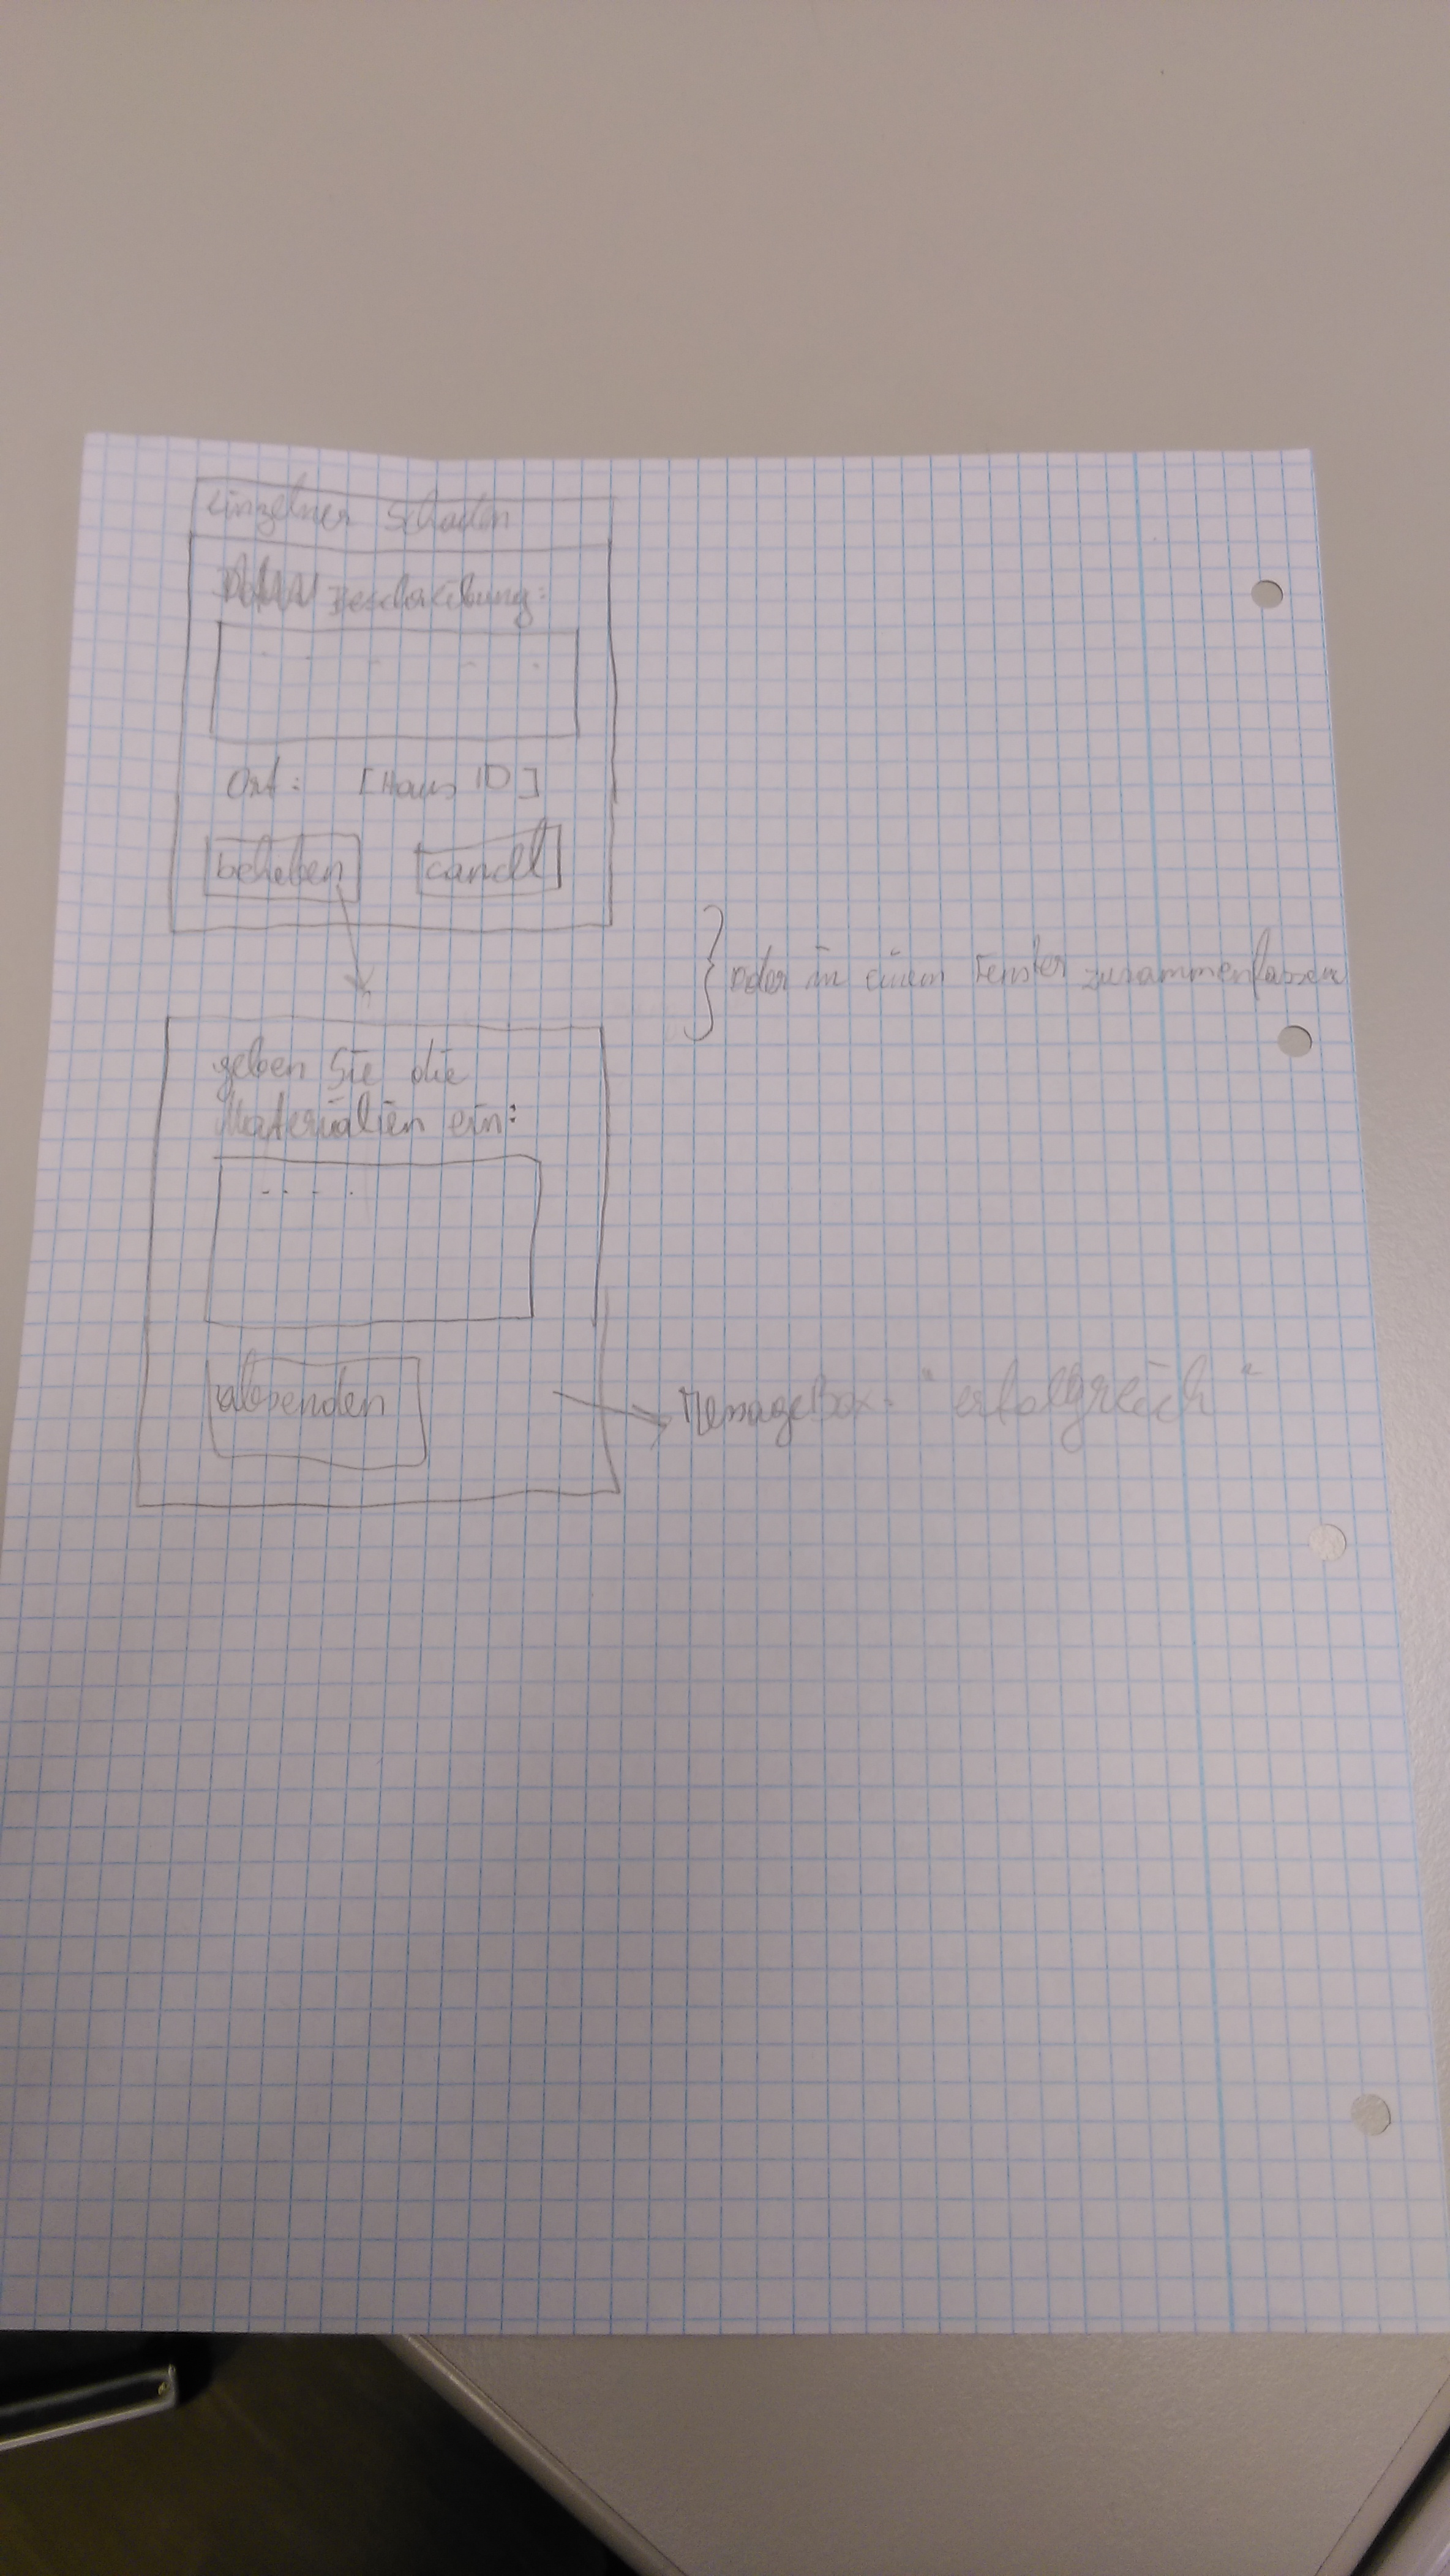 einzelner Schaden
Beschreibung:
Ort: [Haus ID]
beheben cancel
} oder in einem Fenster zusammenfassen
geben Sie die
Materialien ein:
absenden
MessageBox: "erfolgreich"